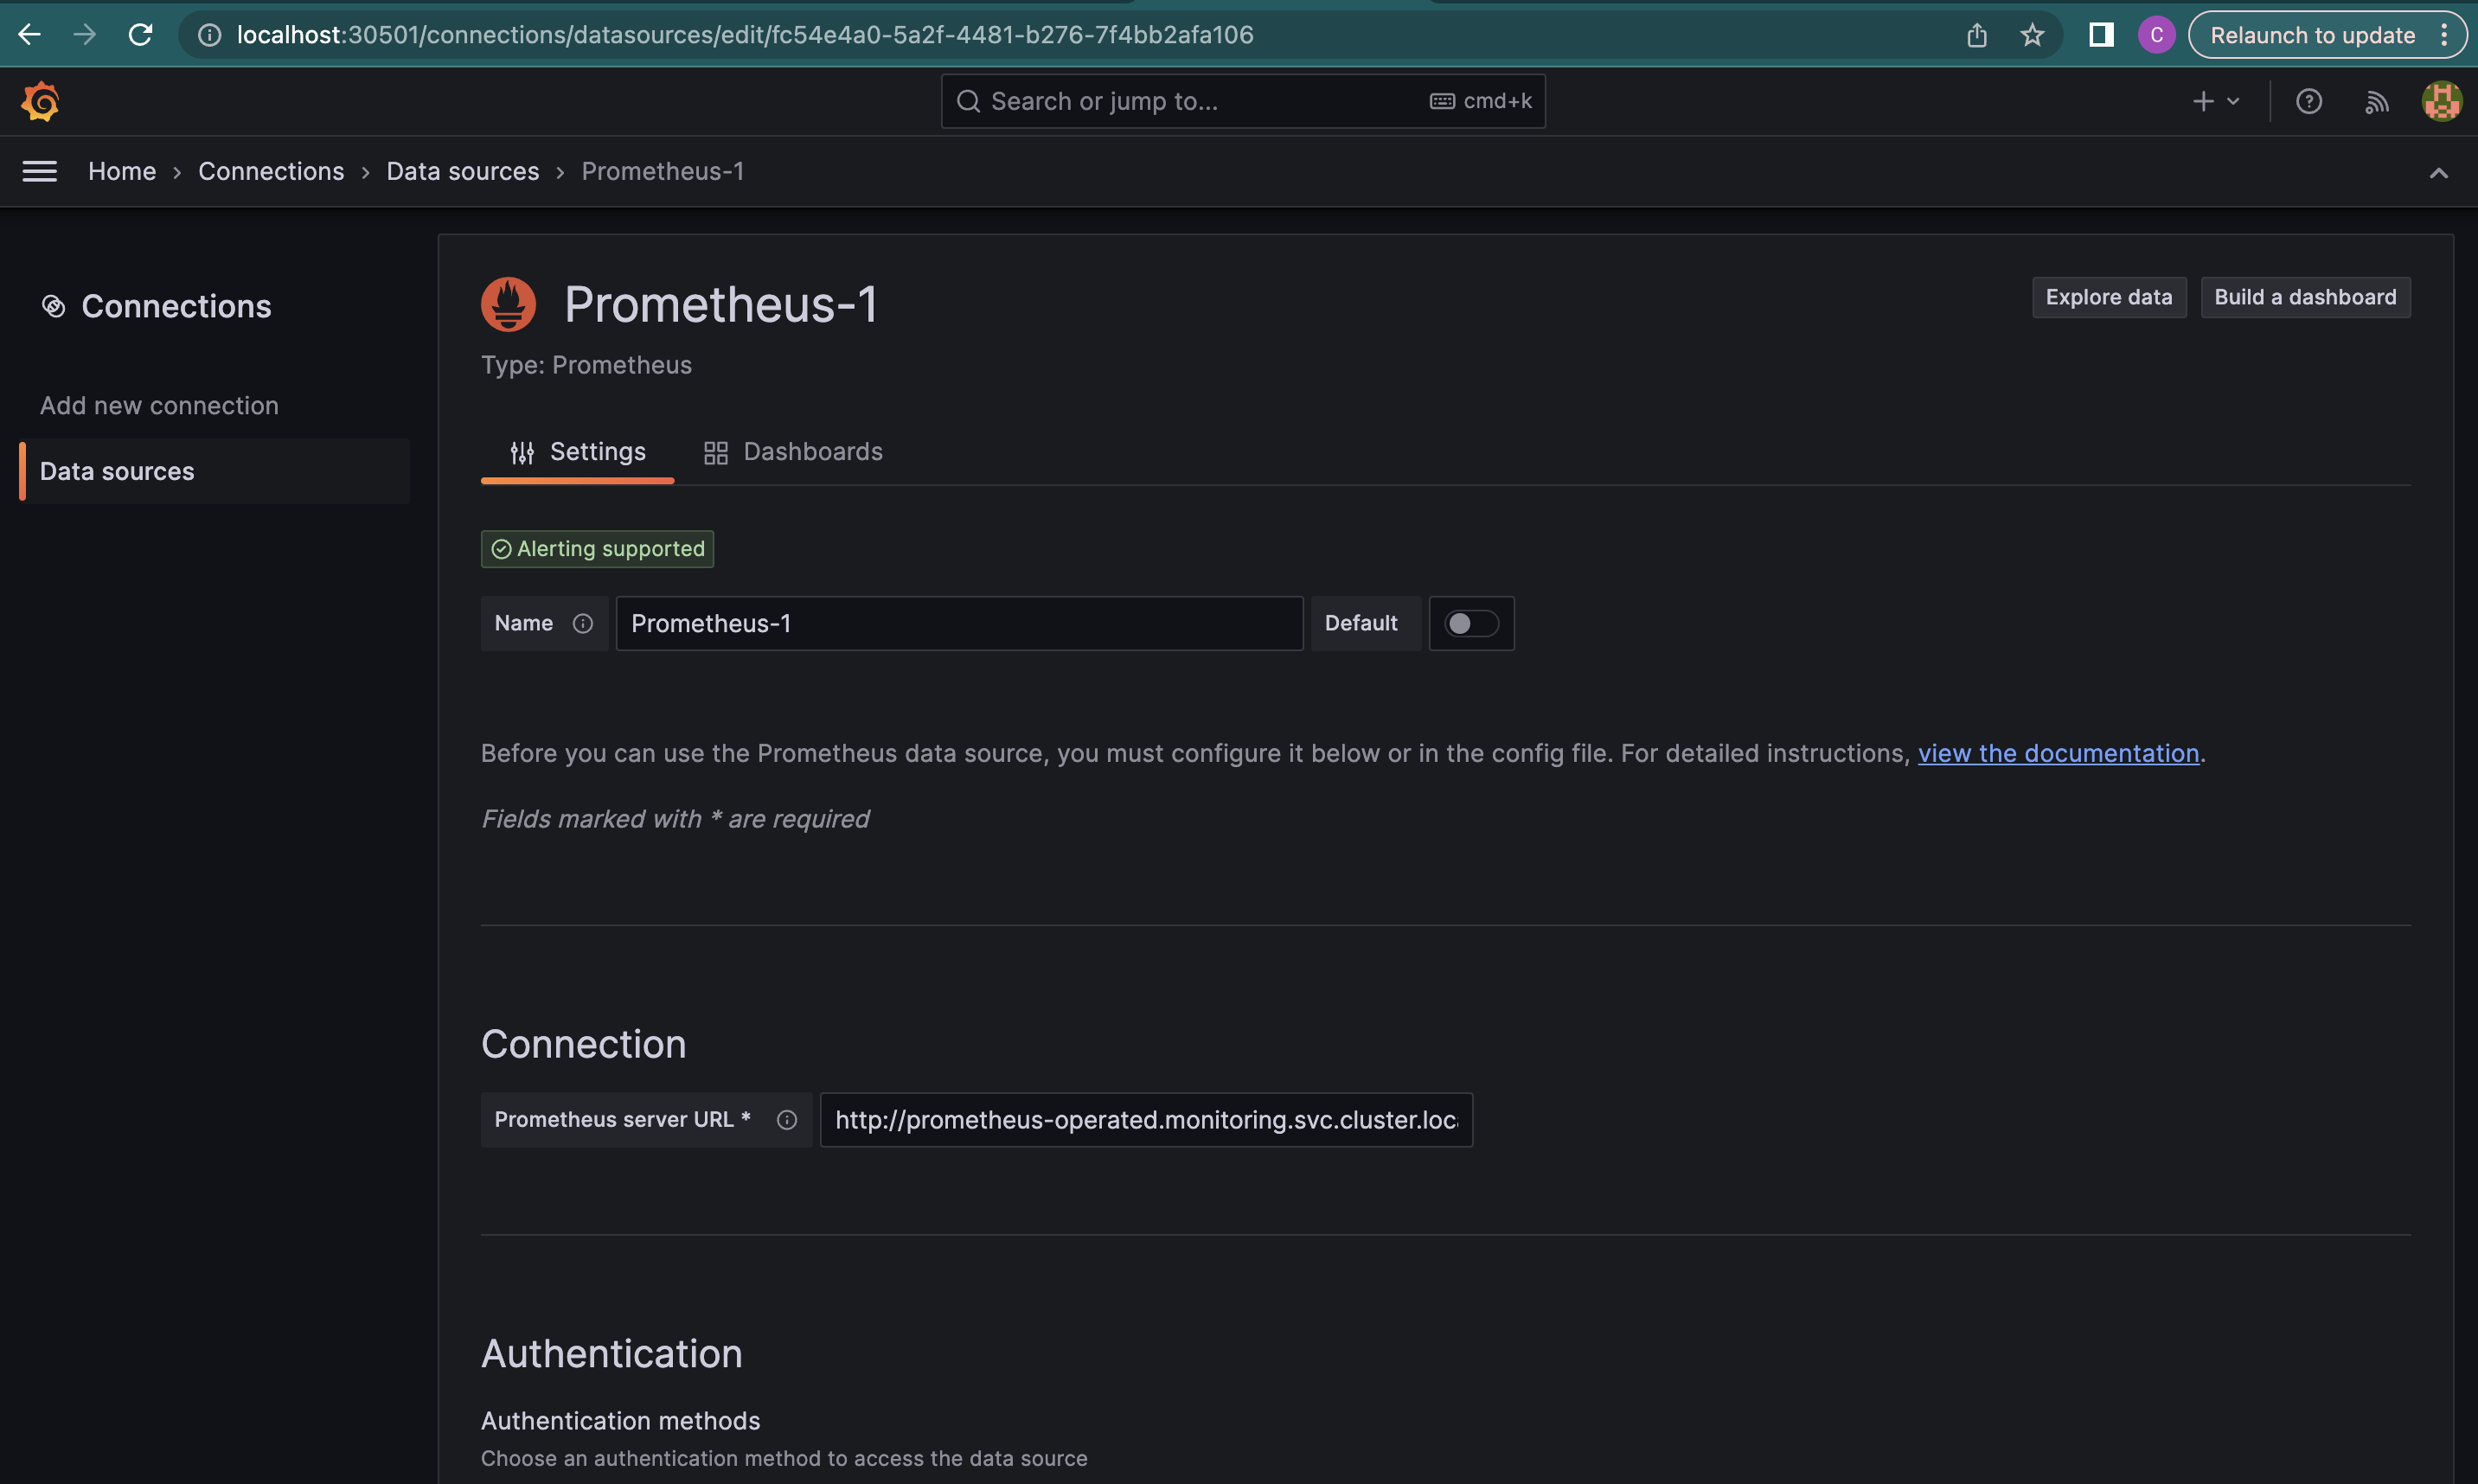 localhost:30501/connections/datasources/edit/fc54e4a0-5a2f-4481-b276-7f4bb2afa106
C
Relaunch to update
Search or jump to...
cmd+k
Home › Connections › Data sources › Prometheus-1
Connections
Add new connection
Data sources
Prometheus-1
Explore data
Build a dashboard
Type: Prometheus
Settings
Dashboards
Alerting supported
Name
Prometheus-1
Default
Before you can use the Prometheus data source, you must configure it below or in the config file. For detailed instructions, view the documentation.
Fields marked with * are required
Connection
Prometheus server URL *
http://prometheus-operated.monitoring.svc.cluster.loc
Authentication
Authentication methods
Choose an authentication method to access the data source